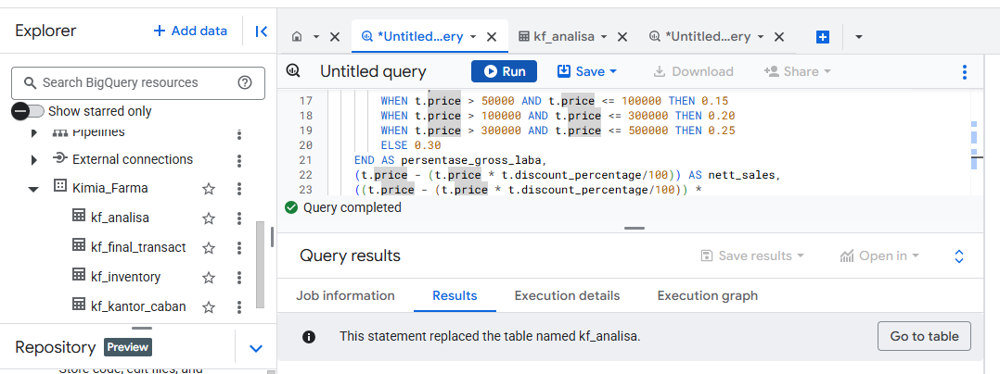 Explorer
+ Add data
Search BigQuery resources
Show starred only
Pipelines
External connections
Kimia_Farma
kf_analisa
kf_final_transact
kf_inventory
kf_kantor_caban
Repository Preview
Store code, edit files, and
*Untitled...ery
kf_analisa
*Untitled...ery
Untitled query
Run
Save
Download
Share
17 WHEN t.price > 50000 AND t.price <= 100000 THEN 0.15
18 WHEN t.price > 100000 AND t.price <= 300000 THEN 0.20
19 WHEN t.price > 300000 AND t.price <= 500000 THEN 0.25
20 ELSE 0.30
21 END AS persentase_gross_laba,
22 (t.price - (t.price * t.discount_percentage/100)) AS nett_sales,
23 ((t.price - (t.price * t.discount_percentage/100)) *
Query completed
Query results
Save results
Open in
Job information
Results
Execution details
Execution graph
This statement replaced the table named kf_analisa.
Go to table